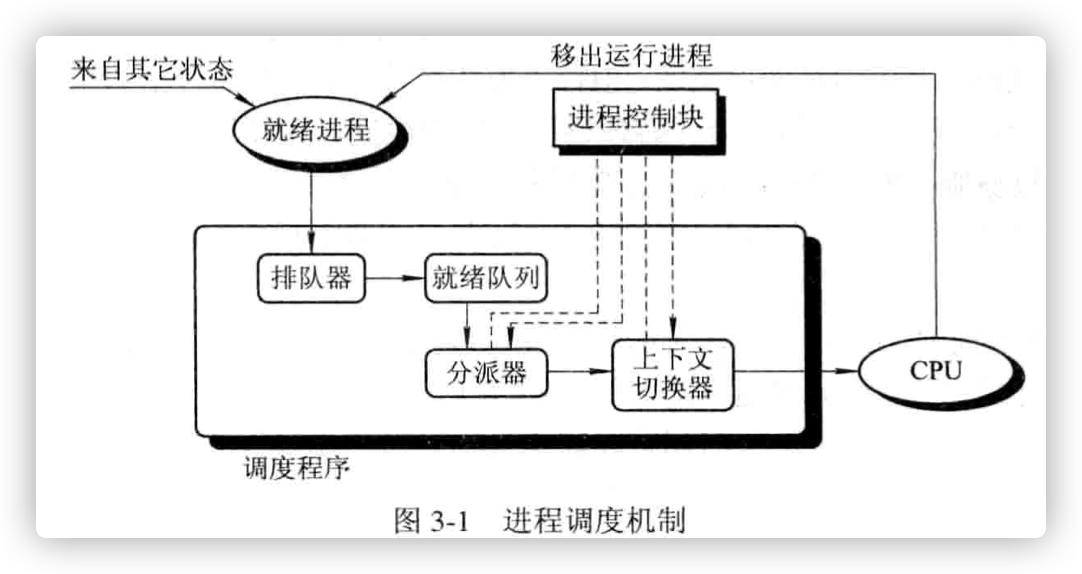 来自其它状态
移出运行进程
就绪进程
进程控制块
排队器
就绪队列
分派器
上下文
切换器
CPU
调度程序
图 3-1 进程调度机制